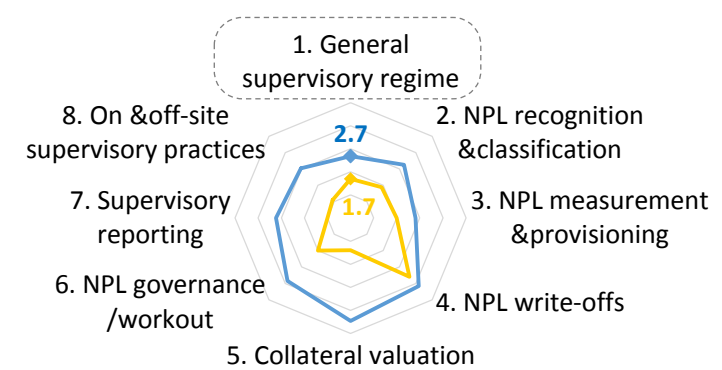 1. General
supervisory regime
8. On &off-site
supervisory practices
2.7
2. NPL recognition
&classification
7. Supervisory
reporting
1.7
3. NPL measurement
&provisioning
6. NPL governance
/workout
4. NPL write-offs
5. Collateral valuation